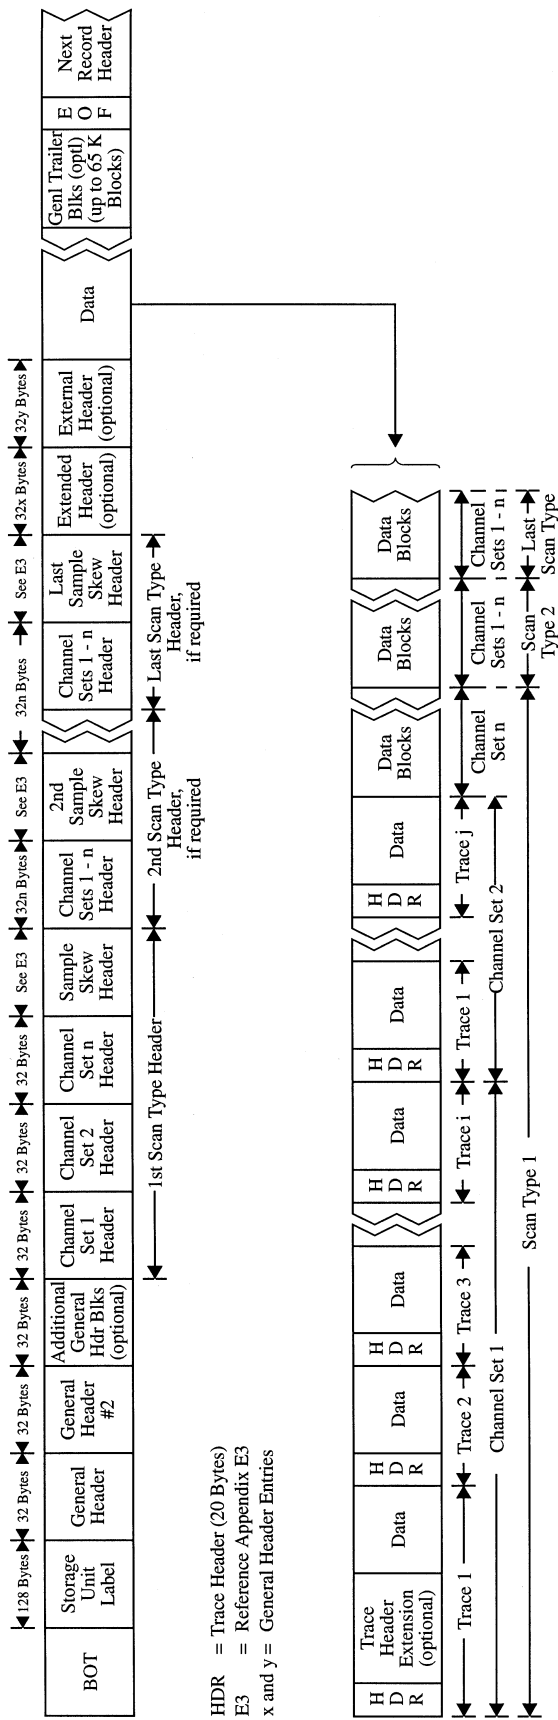 128 Bytes
32 Bytes
32 Bytes
32 Bytes
32 Bytes
32 Bytes
32 Bytes
See E3
32n Bytes
See E3
32n Bytes
See E3
32x Bytes
32y Bytes
BOT
Storage
Unit
Label
General
Header
General
Header
#2
Additional
General
Hdr Blks
(optional)
Channel
Set 1
Header
Channel
Set 2
Header
Channel
Set n
Header
Sample
Skew
Header
Channel
Sets 1 - n
Header
2nd
Sample
Skew
Header
Channel
Sets 1 - n
Header
Last
Sample
Skew
Header
Extended
Header
(optional)
External
Header
(optional)
Data
Genl Trailer
Blks (optl)
(up to 65 K
Blocks)
E
O
F
Next
Record
Header
1st Scan Type Header
2nd Scan Type
Header,
if required
Last Scan Type
Header,
if required
HDR = Trace Header (20 Bytes)
E3 = Reference Appendix E3
x and y = General Header Entries
H
D
R
Trace
Header
Extension
(optional)
Data
H
D
R
Data
H
D
R
Data
H
D
R
Data
H
D
R
Data
H
D
R
Data
Data
Blocks
Data
Blocks
Data
Blocks
Trace 1
Trace 2
Trace 3
Trace i
Trace 1
Trace j
Channel
Set n
Channel
Sets 1 - n
Channel
Sets 1 - n
Channel Set 1
Channel Set 2
Scan Type 1
Scan
Type 2
Last
Scan Type